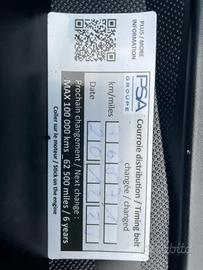 PLUS / MORE
INFORMATION
PSA
GROUPE
Courroie distribution / Timing belt
changée / changed
km/miles
Date
Prochain changement / Next change :
MAX 100 000 kms 62 500 miles / 6 years
Coller sur le moteur / Stick on the engine
subito